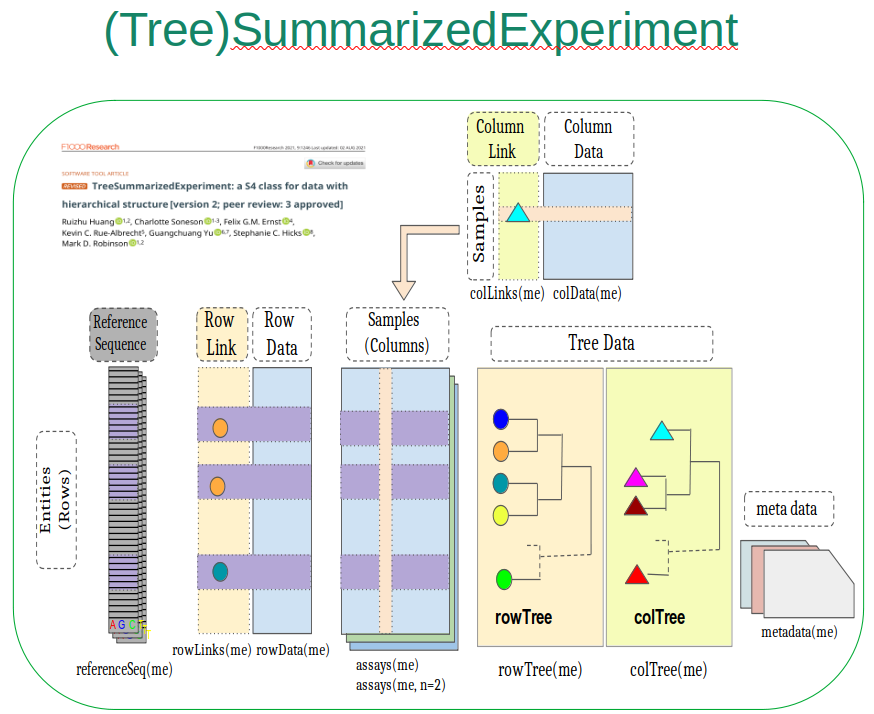 (Tree)SummarizedExperiment
F1000Research
F1000Research 2021, 9:1246 Last updated: 02 AUG 2021
Check for updates
SOFTWARE TOOL ARTICLE
REVISED TreeSummarizedExperiment: a S4 class for data with
hierarchical structure [version 2; peer review: 3 approved]
Ruizhu Huang 1,2, Charlotte Soneson 1-3, Felix G.M. Ernst 4,
Kevin C. Rue-Albrecht5, Guangchuang Yu 6,7, Stephanie C. Hicks 8,
Mark D. Robinson 1,2
Column
Link
Column
Data
Samples
colLinks(me)
colData(me)
Reference
Sequence
Row
Link
Row
Data
Samples
(Columns)
Tree Data
Entities
(Rows)
meta data
A G C T
rowTree
colTree
metadata(me)
referenceSeq(me)
rowLinks(me)
rowData(me)
assays(me)
assays(me, n=2)
rowTree(me)
colTree(me)